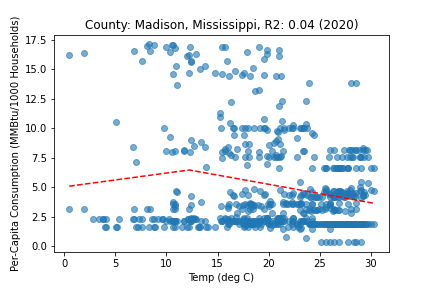 County: Madison, Mississippi, R2: 0.04 (2020)
Per-Capita Consumption (MMBtu/1000 Households)
17.5
15.0
12.5
10.0
7.5
5.0
2.5
0.0
0 5 10 15 20 25 30
Temp (deg C)